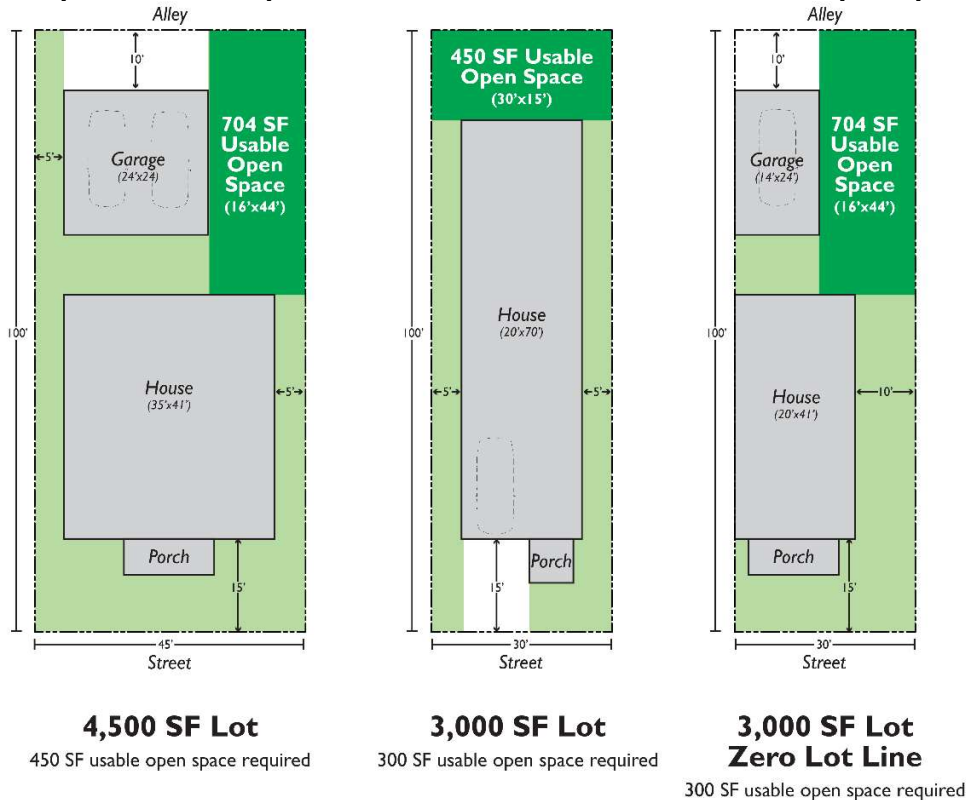 Alley
10'
704 SF
Usable
Open
Space
(16'x44')
5'
Garage
(24'x24)
100'
House
(35'x41')
5'
Porch
15'
45'
Street
4,500 SF Lot
450 SF usable open space required
450 SF Usable
Open Space
(30'x15')
100'
House
(20'x70')
5'
5'
Porch
15'
30'
Street
3,000 SF Lot
300 SF usable open space required
Alley
10'
704 SF
Usable
Open
Space
(16'x44')
Garage
(14'x24')
100'
House
(20'x41')
10'
Porch
15'
30'
Street
3,000 SF Lot
Zero Lot Line
300 SF usable open space required